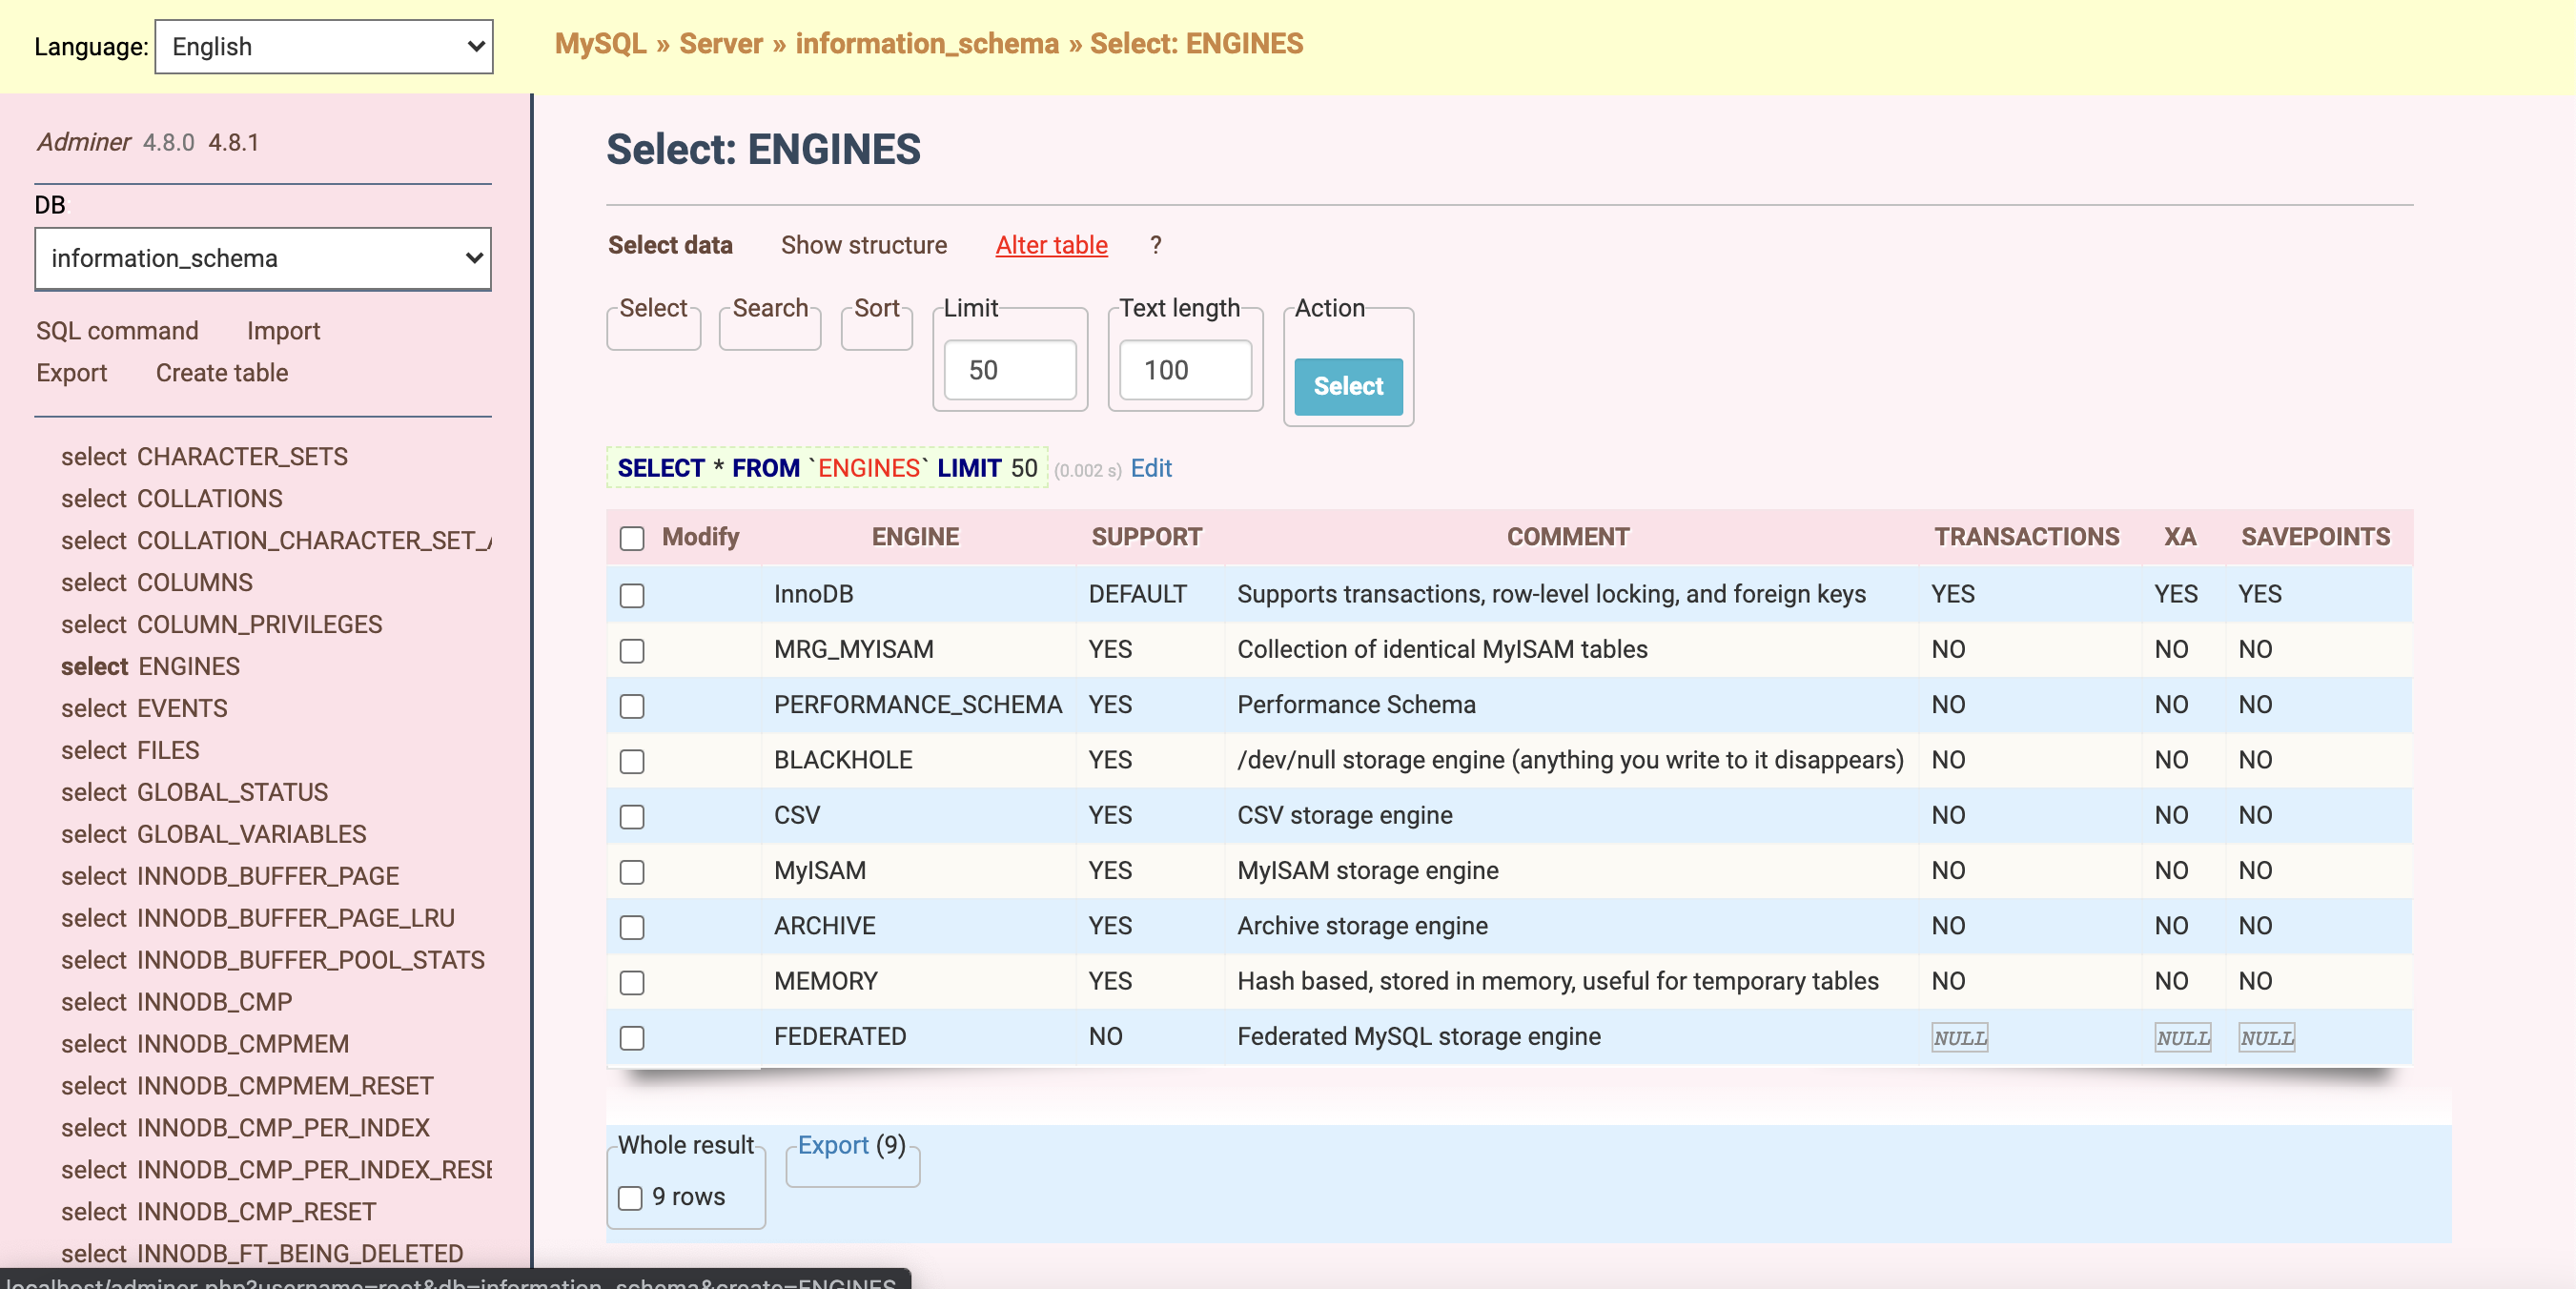 Language: English
MySQL » Server » information_schema » Select: ENGINES
Adminer 4.8.0 4.8.1
DB
information_schema
SQL command Import
Export Create table
select CHARACTER_SETS
select COLLATIONS
select COLLATION_CHARACTER_SET_
select COLUMNS
select COLUMN_PRIVILEGES
select ENGINES
select EVENTS
select FILES
select GLOBAL_STATUS
select GLOBAL_VARIABLES
select INNODB_BUFFER_PAGE
select INNODB_BUFFER_PAGE_LRU
select INNODB_BUFFER_POOL_STATS
select INNODB_CMP
select INNODB_CMPMEM
select INNODB_CMPMEM_RESET
select INNODB_CMP_PER_INDEX
select INNODB_CMP_PER_INDEX_RESE
select INNODB_CMP_RESET
select INNODB_FT_BEING_DELETED
Select: ENGINES
Select data Show structure Alter table ?
Select Search Sort Limit Text length Action
50 100 Select
SELECT * FROM `ENGINES` LIMIT 50 (0.002 s) Edit
Modify ENGINE SUPPORT COMMENT TRANSACTIONS XA SAVEPOINTS
InnoDB DEFAULT Supports transactions, row-level locking, and foreign keys YES YES YES
MRG_MYISAM YES Collection of identical MyISAM tables NO NO NO
PERFORMANCE_SCHEMA YES Performance Schema NO NO NO
BLACKHOLE YES /dev/null storage engine (anything you write to it disappears) NO NO NO
CSV YES CSV storage engine NO NO NO
MyISAM YES MyISAM storage engine NO NO NO
ARCHIVE YES Archive storage engine NO NO NO
MEMORY YES Hash based, stored in memory, useful for temporary tables NO NO NO
FEDERATED NO Federated MySQL storage engine NULL NULL NULL
Whole result Export (9)
9 rows
localhost/adminer.php?username=root&db=information_schema&create=ENGINES